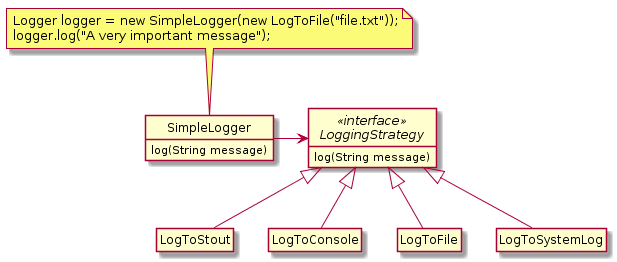 Logger logger = new SimpleLogger(new LogToFile("file.txt"));
logger.log("A very important message");
SimpleLogger
log(String message)
«interface»
LoggingStrategy
log(String message)
LogToStout
LogToConsole
LogToFile
LogToSystemLog